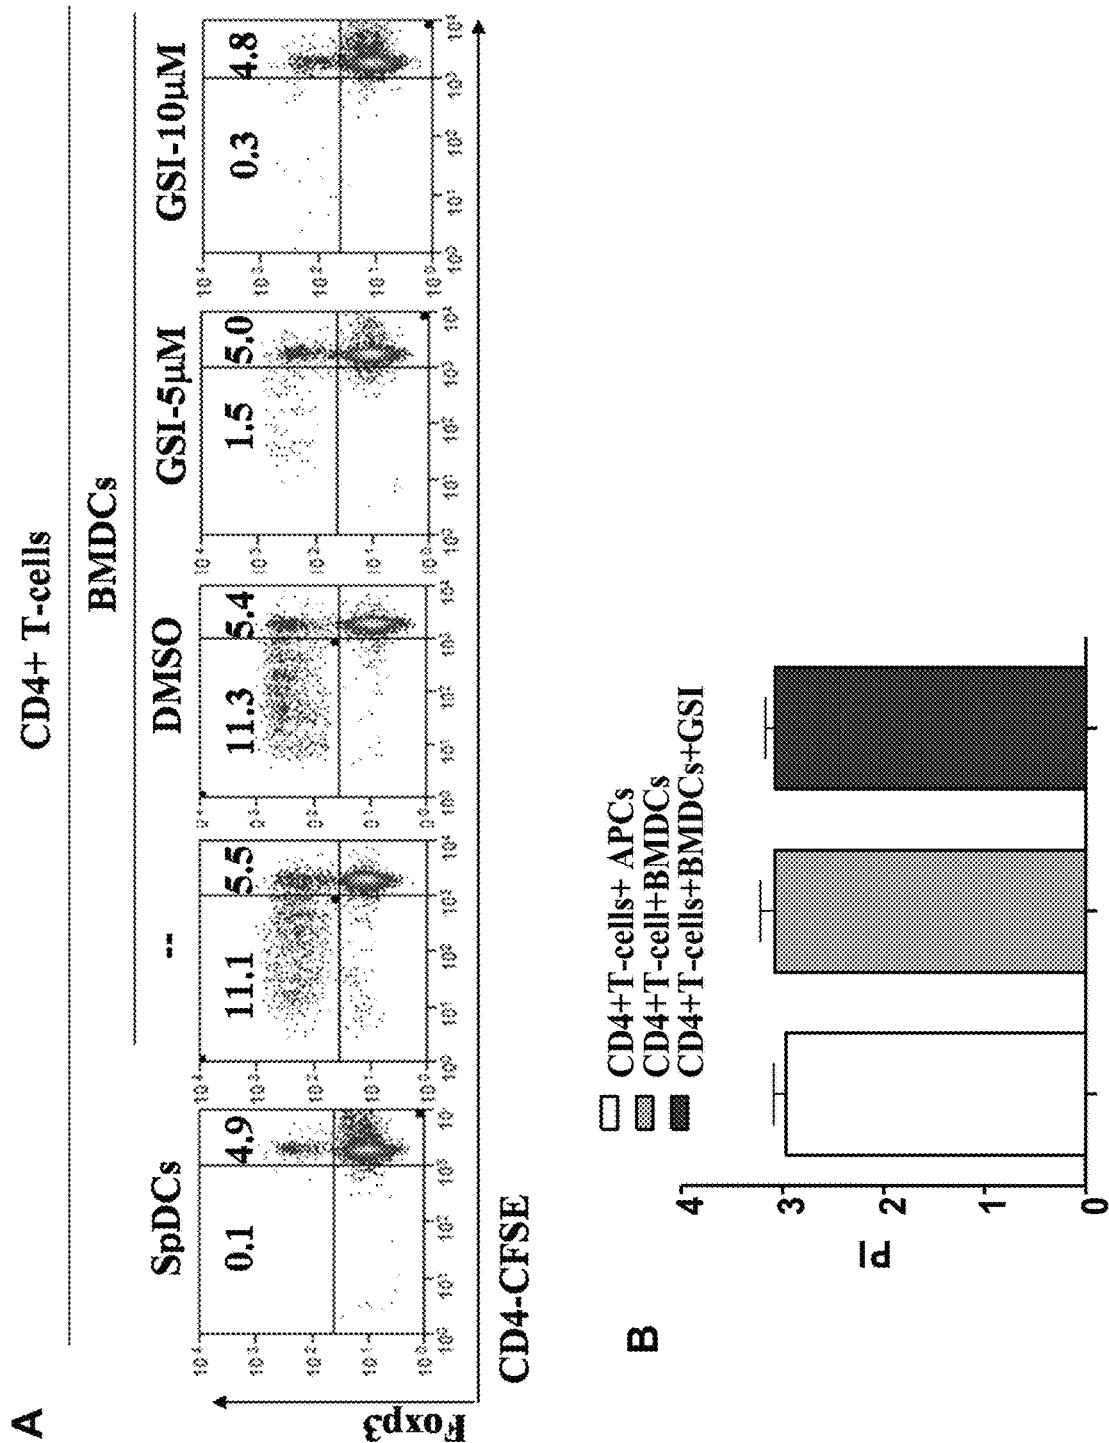 A
CD4+ T-cells
BMDCs
SpDCs
--
DMSO
GSI-5μM
GSI-10μM
0.1 4.9
11.1 5.5
11.3 5.4
1.5 5.0
0.3 4.8
Foxp3
CD4-CFSE
B
CD4+T-cells+ APCs
CD4+T-cell+BMDCs
CD4+T-cells+BMDCs+GSI
PI
4
3
2
1
0